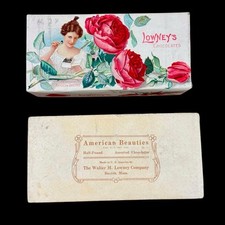 LOWNEY'S
CHOCOLATES
American Beauties
Half-Pound Assorted Chocolates
The Walter M. Lowney Company
Boston, Mass.